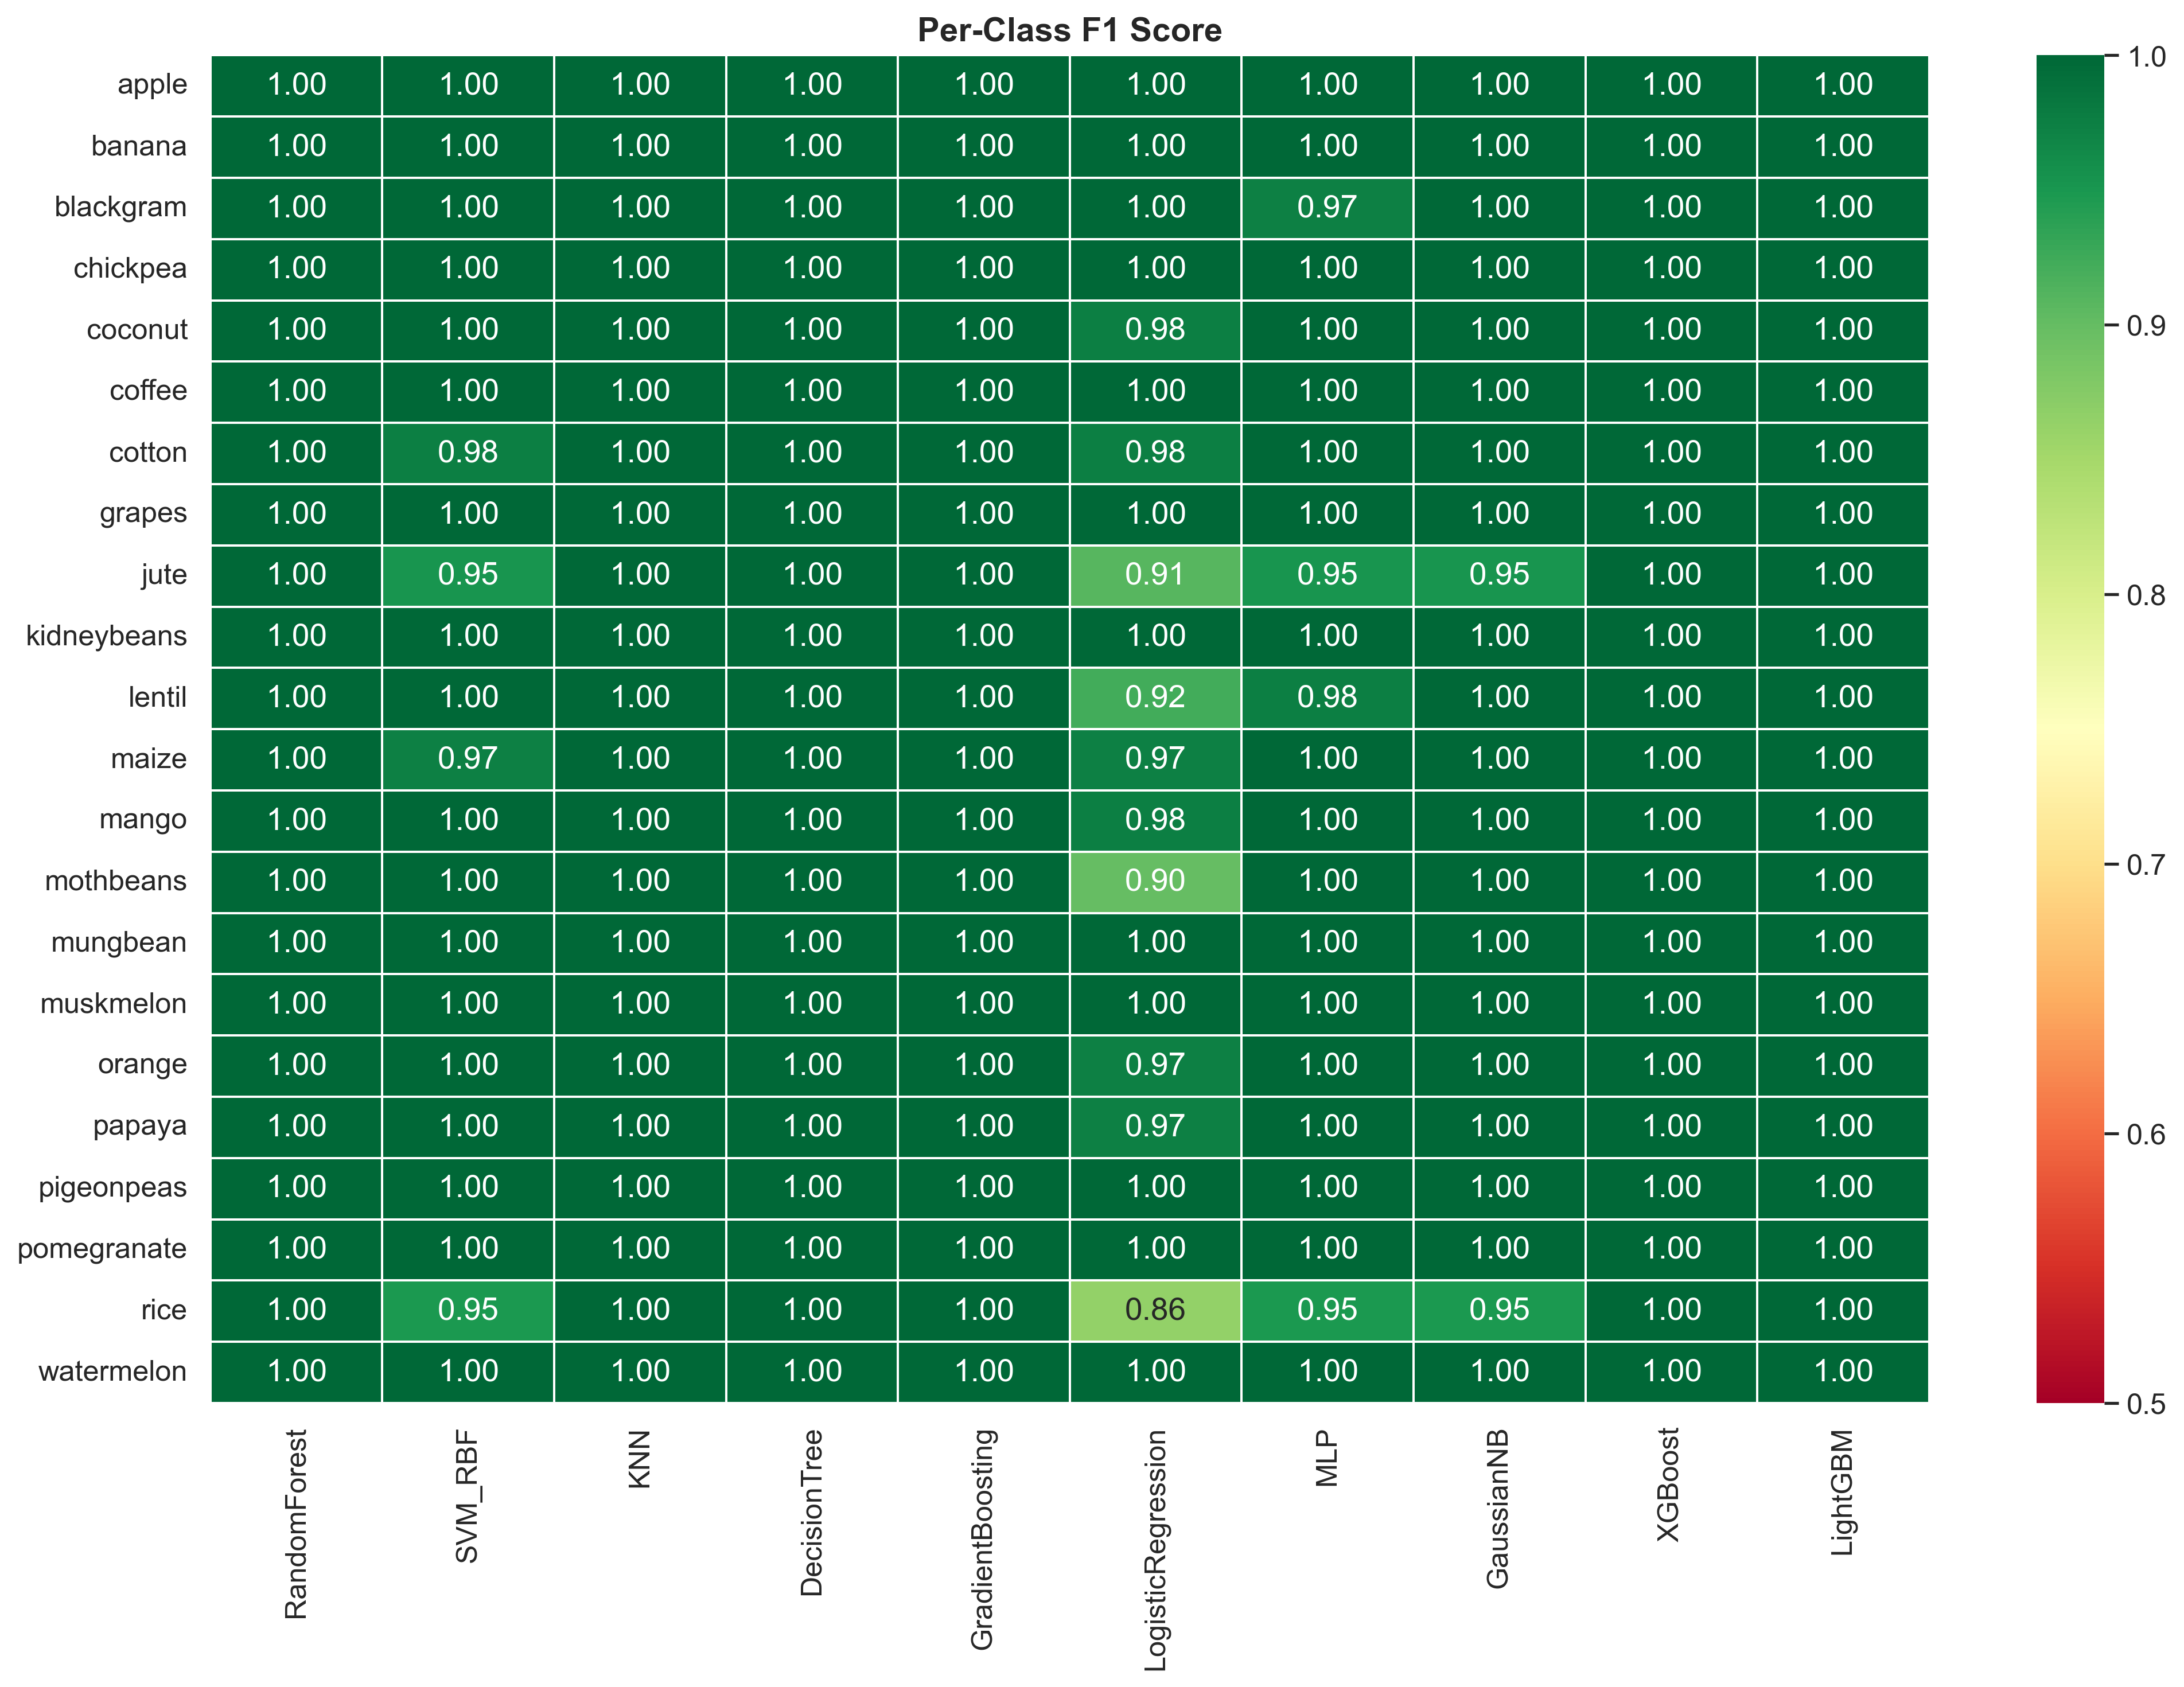 Per-Class F1 Score
apple 1.00 1.00 1.00 1.00 1.00 1.00 1.00 1.00 1.00 1.00
banana 1.00 1.00 1.00 1.00 1.00 1.00 1.00 1.00 1.00 1.00
blackgram 1.00 1.00 1.00 1.00 1.00 1.00 0.97 1.00 1.00 1.00
chickpea 1.00 1.00 1.00 1.00 1.00 1.00 1.00 1.00 1.00 1.00
coconut 1.00 1.00 1.00 1.00 1.00 0.98 1.00 1.00 1.00 1.00
coffee 1.00 1.00 1.00 1.00 1.00 1.00 1.00 1.00 1.00 1.00
cotton 1.00 0.98 1.00 1.00 1.00 0.98 1.00 1.00 1.00 1.00
grapes 1.00 1.00 1.00 1.00 1.00 1.00 1.00 1.00 1.00 1.00
jute 1.00 0.95 1.00 1.00 1.00 0.91 0.95 0.95 1.00 1.00
kidneybeans 1.00 1.00 1.00 1.00 1.00 1.00 1.00 1.00 1.00 1.00
lentil 1.00 1.00 1.00 1.00 1.00 0.92 0.98 1.00 1.00 1.00
maize 1.00 0.97 1.00 1.00 1.00 0.97 1.00 1.00 1.00 1.00
mango 1.00 1.00 1.00 1.00 1.00 0.98 1.00 1.00 1.00 1.00
mothbeans 1.00 1.00 1.00 1.00 1.00 0.90 1.00 1.00 1.00 1.00
mungbean 1.00 1.00 1.00 1.00 1.00 1.00 1.00 1.00 1.00 1.00
muskmelon 1.00 1.00 1.00 1.00 1.00 1.00 1.00 1.00 1.00 1.00
orange 1.00 1.00 1.00 1.00 1.00 0.97 1.00 1.00 1.00 1.00
papaya 1.00 1.00 1.00 1.00 1.00 0.97 1.00 1.00 1.00 1.00
pigeonpeas 1.00 1.00 1.00 1.00 1.00 1.00 1.00 1.00 1.00 1.00
pomegranate 1.00 1.00 1.00 1.00 1.00 1.00 1.00 1.00 1.00 1.00
rice 1.00 0.95 1.00 1.00 1.00 0.86 0.95 0.95 1.00 1.00
watermelon 1.00 1.00 1.00 1.00 1.00 1.00 1.00 1.00 1.00 1.00
RandomForest SVM_RBF KNN DecisionTree GradientBoosting LogisticRegression MLP GaussianNB XGBoost LightGBM
1.0
0.9
0.8
0.7
0.6
0.5